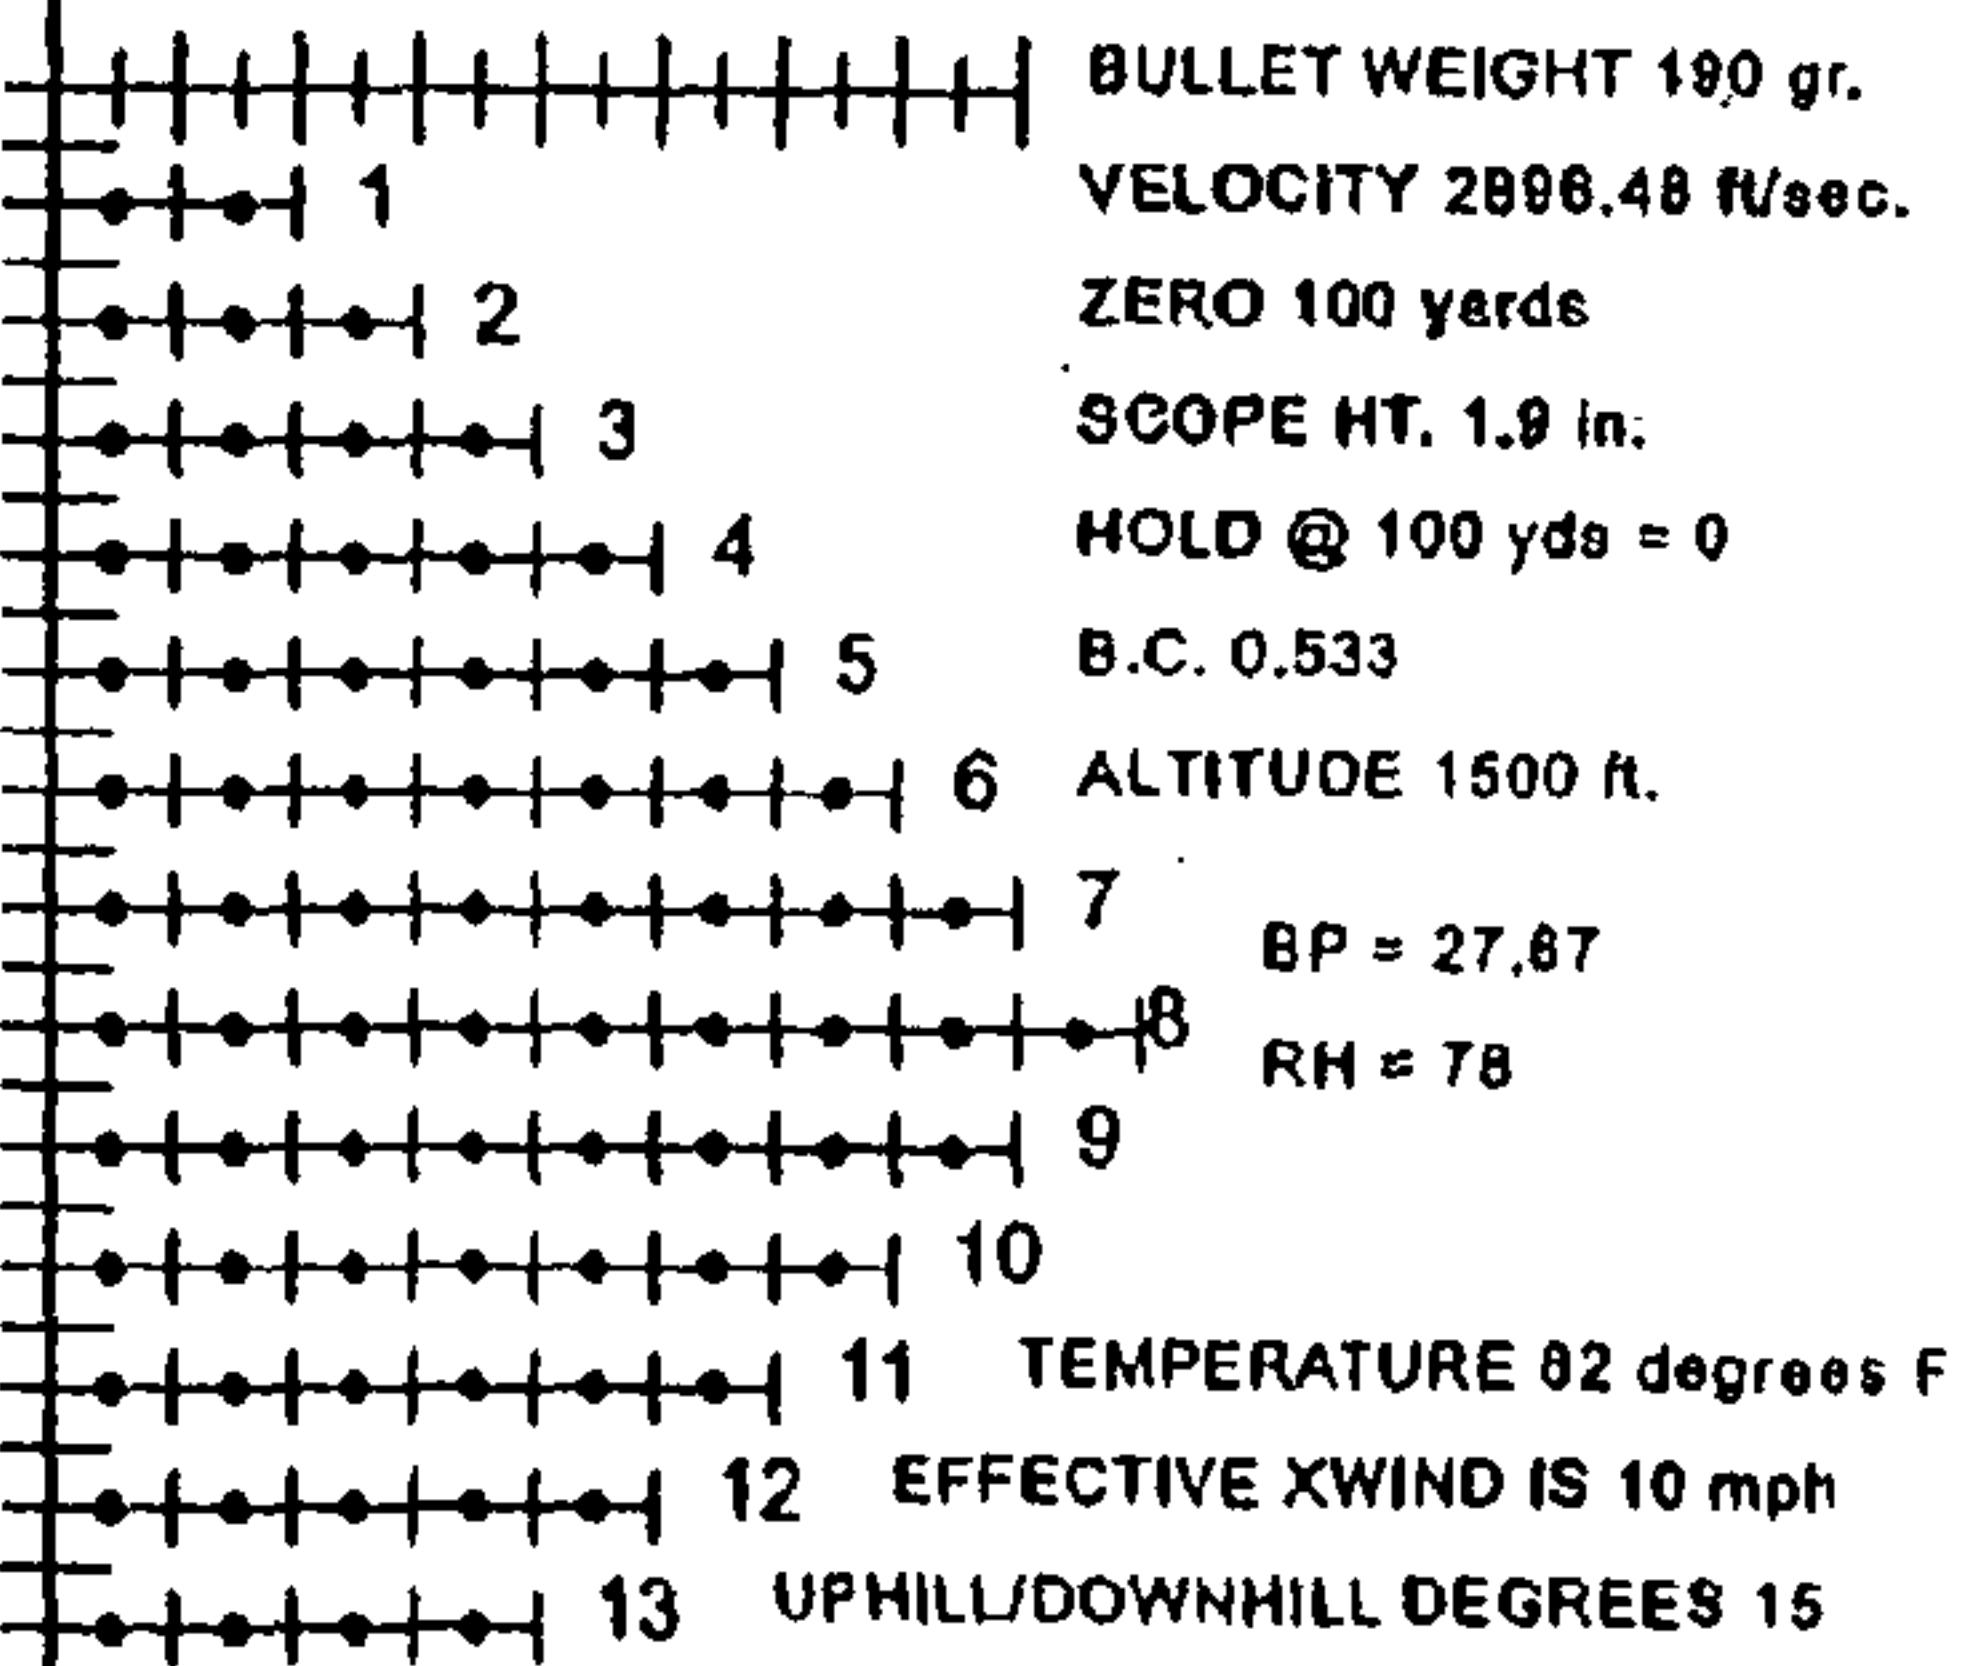 BULLET WEIGHT 190 gr.
1
VELOCITY 2896.48 ft/sec.
2
ZERO 100 yards
3
SCOPE HT. 1.9 in.
4
HOLD @ 100 yds = 0
5
B.C. 0.533
6
ALTITUDE 1500 ft.
7
BP = 27.67
8
RH = 78
9
10
11
TEMPERATURE 82 degrees F
12
EFFECTIVE XWIND IS 10 mph
13
UPHILL/DOWNHILL DEGREES 15